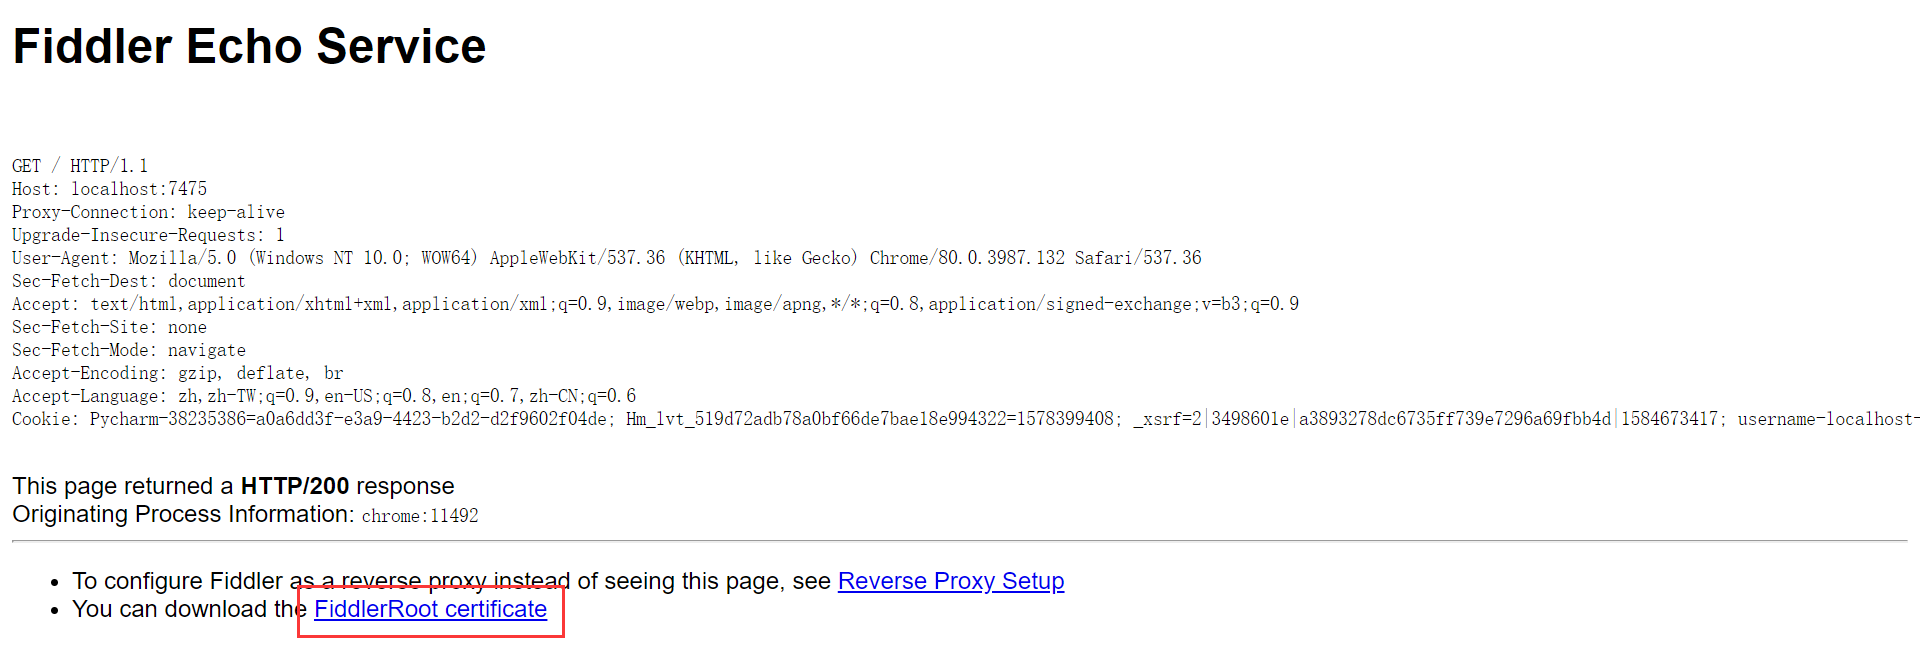 Fiddler Echo Service
GET / HTTP/1.1
Host: localhost:7475
Proxy-Connection: keep-alive
Upgrade-Insecure-Requests: 1
User-Agent: Mozilla/5.0 (Windows NT 10.0; WOW64) AppleWebKit/537.36 (KHTML, like Gecko) Chrome/80.0.3987.132 Safari/537.36
Sec-Fetch-Dest: document
Accept: text/html,application/xhtml+xml,application/xml;q=0.9,image/webp,image/apng,*/*;q=0.8,application/signed-exchange;v=b3;q=0.9
Sec-Fetch-Site: none
Sec-Fetch-Mode: navigate
Accept-Encoding: gzip, deflate, br
Accept-Language: zh,zh-TW;q=0.9,en-US;q=0.8,en;q=0.7,zh-CN;q=0.6
Cookie: Pycharm-38235386=a0a6dd3f-e3a9-4423-b2d2-d2f9602f04de; Hm_lvt_519d72adb78a0bf66de7bae18e994322=1578399408; _xsrf=2|3498601e|a3893278dc6735ff739e7296a69fbb4d|1584673417; username-localhost-
This page returned a HTTP/200 response
Originating Process Information: chrome:11492
• To configure Fiddler as a reverse proxy instead of seeing this page, see Reverse Proxy Setup
• You can download the FiddlerRoot certificate